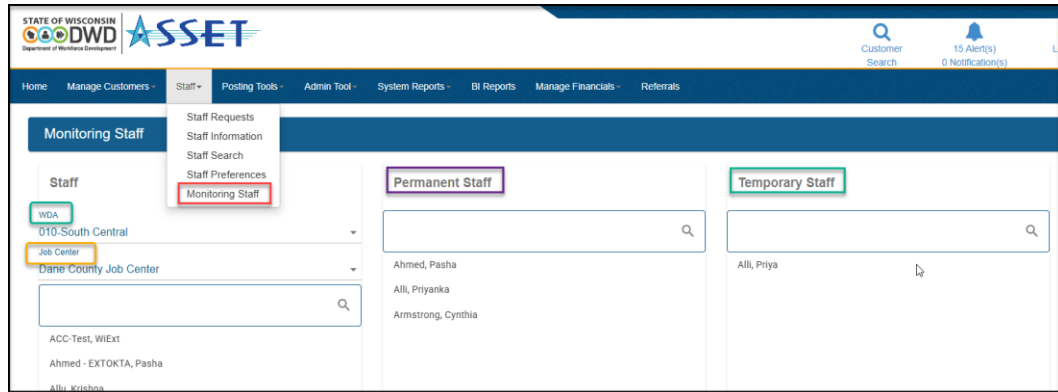 STATE OF WISCONSIN
DWD
Department of Workforce Development
ASSET
Customer
Search
15 Alert(s)
0 Notification(s)
Home Manage Customers Staff Posting Tools Admin Tool System Reports BI Reports Manage Financials Referrals
Staff Requests
Staff Information
Staff Search
Staff Preferences
Monitoring Staff
Monitoring Staff
Staff
WDA
010-South Central
Job Center
Dane County Job Center
ACC-Test, WiExt
Ahmed - EXTOKTA, Pasha
Allu, Krishna
Permanent Staff
Ahmed, Pasha
Alli, Priyanka
Armstrong, Cynthia
Temporary Staff
Alli, Priya